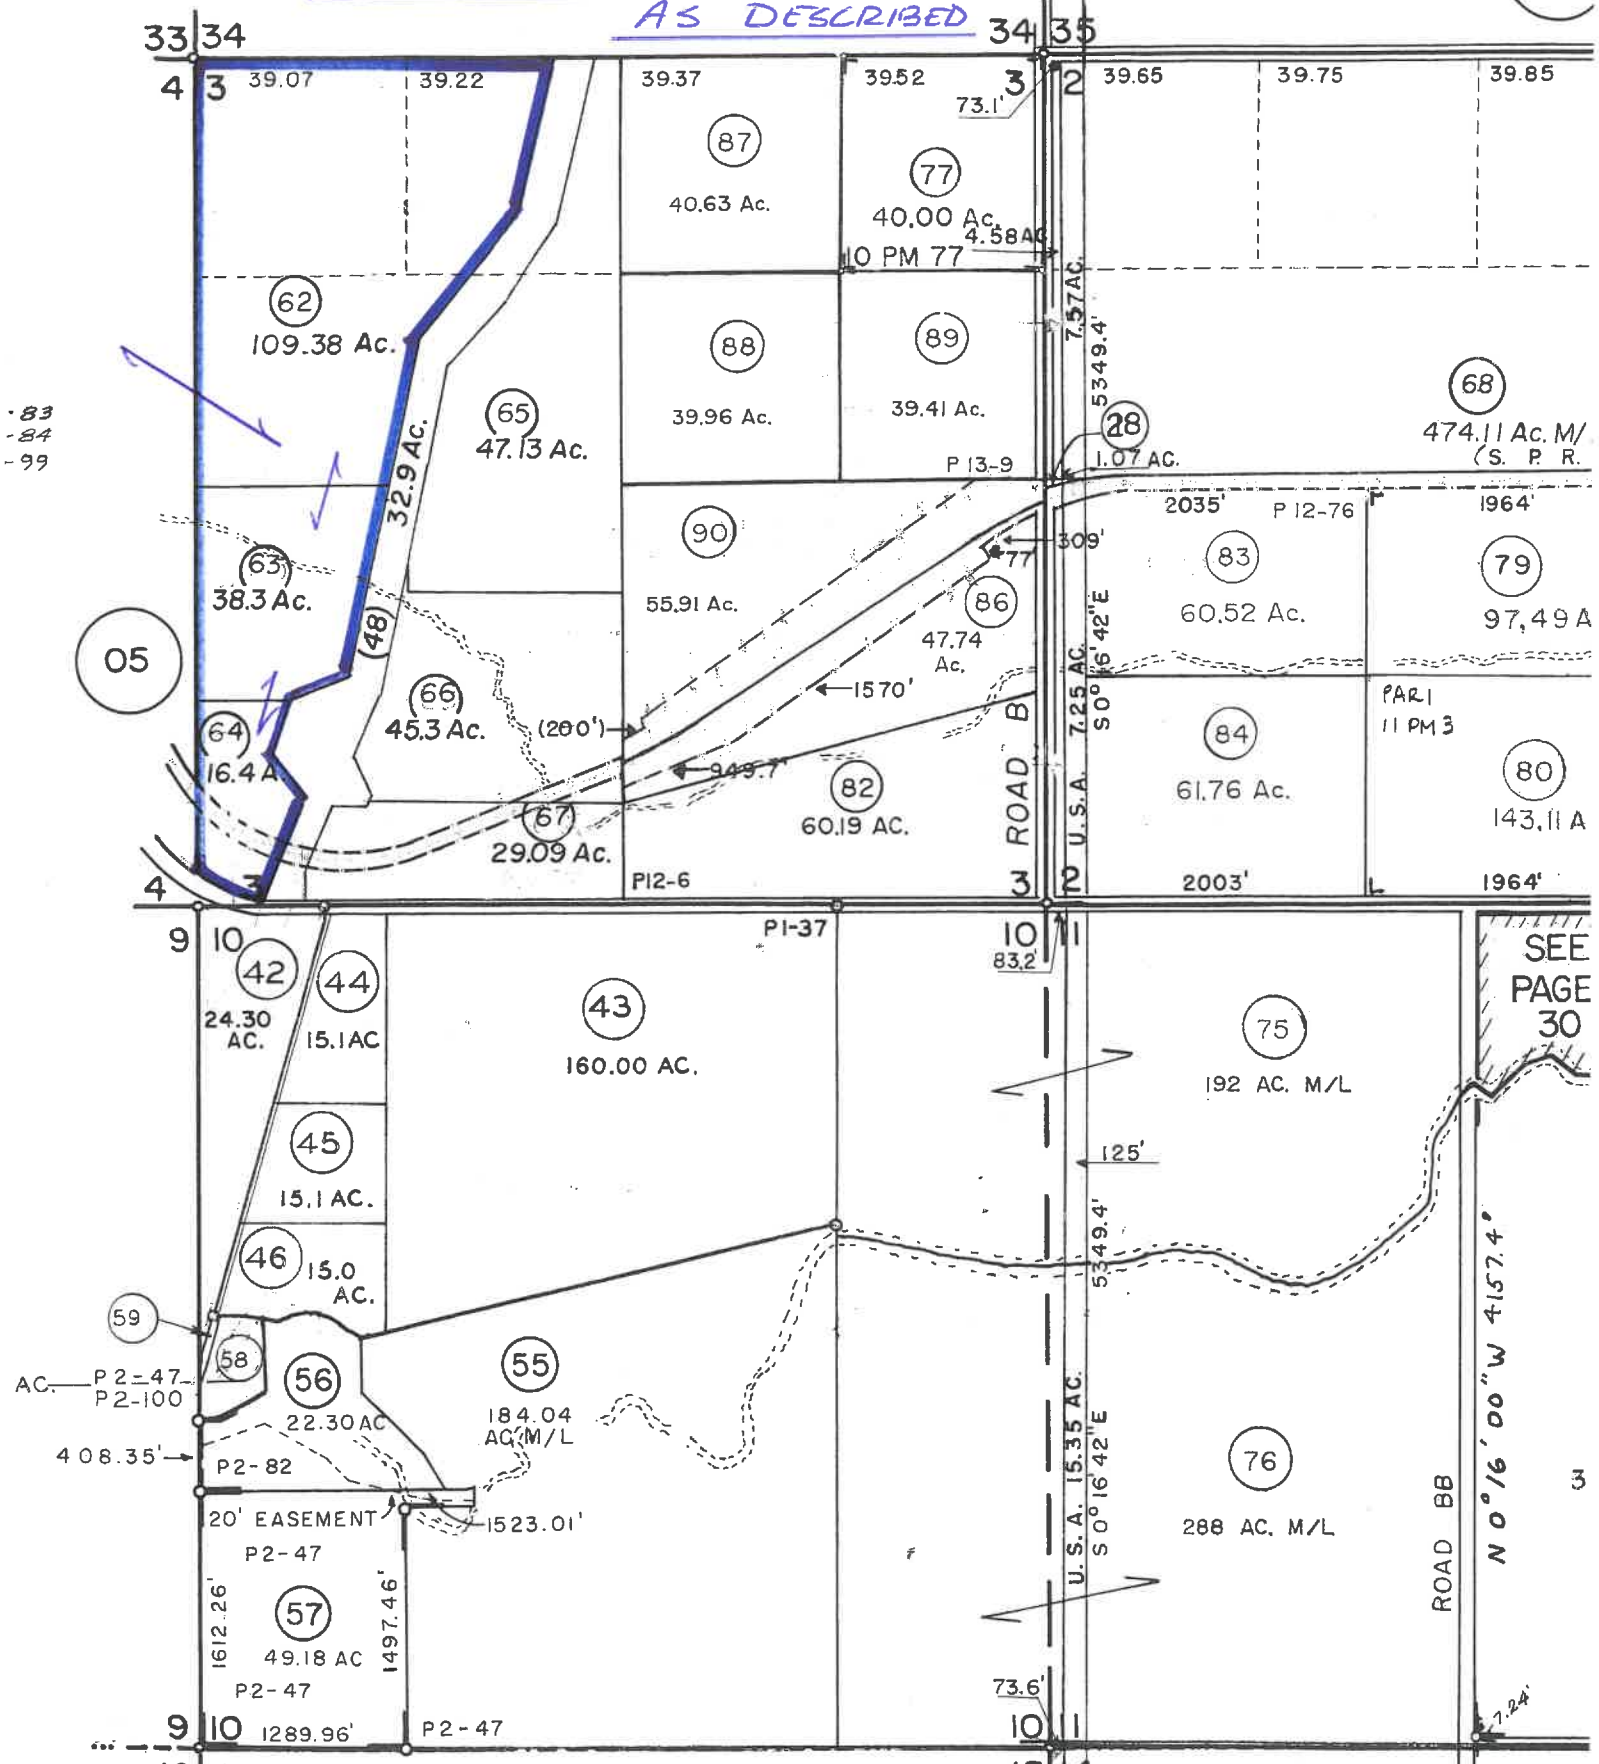 AS DESCRIBED
33 34
34 35
4 3
39.07
39.22
39.37
39.52
3 2
39.65
39.75
39.85
73.1'
87
40.63 Ac.
77
40.00 Ac.
4.58 AC
10 PM 77
7.57 AC.
5349.4'
62
109.38 Ac.
88
39.96 Ac.
89
39.41 Ac.
68
474.11 Ac. M/
(S. P. R.
-83
-84
-99
65
47.13 Ac.
32.9 Ac.
28
P 13-9
1.07 AC.
2035'
P 12-76
1964'
90
55.91 Ac.
309'
77
86
47.74
Ac.
83
60.52 Ac.
79
97.49 A
63
38.3 Ac.
48
05
66
45.3 Ac.
1570'
(200')
949.7'
64
16.4 A
82
60.19 AC.
ROAD B
U.S.A. 7.25 AC.
S 0° 16' 42" E
84
61.76 Ac.
PAR 1
11 PM 3
80
143.11 A
67
29.09 Ac.
P12-6
4 3
3 2
2003'
1964'
9 10
P1-37
10 11
83.2'
SEE
PAGE
30
42
24.30
AC.
44
15.1 AC
43
160.00 AC.
75
192 AC. M/L
45
15.1 AC.
125'
46
15.0
AC.
5349.4'
59
58
56
22.30 AC
55
184.04
AC M/L
AC.
P2-47
P2-100
408.35'
P2-82
20' EASEMENT
1523.01'
P2-47
57
49.18 AC
P2-47
1612.26'
1497.46'
U.S.A. 15.35 AC.
S 0° 16' 42" E
76
288 AC. M/L
ROAD BB
N 0° 16' 00" W 4157.4'
3
73.6'
7.24'
9 10
1289.96'
P2-47
10 11